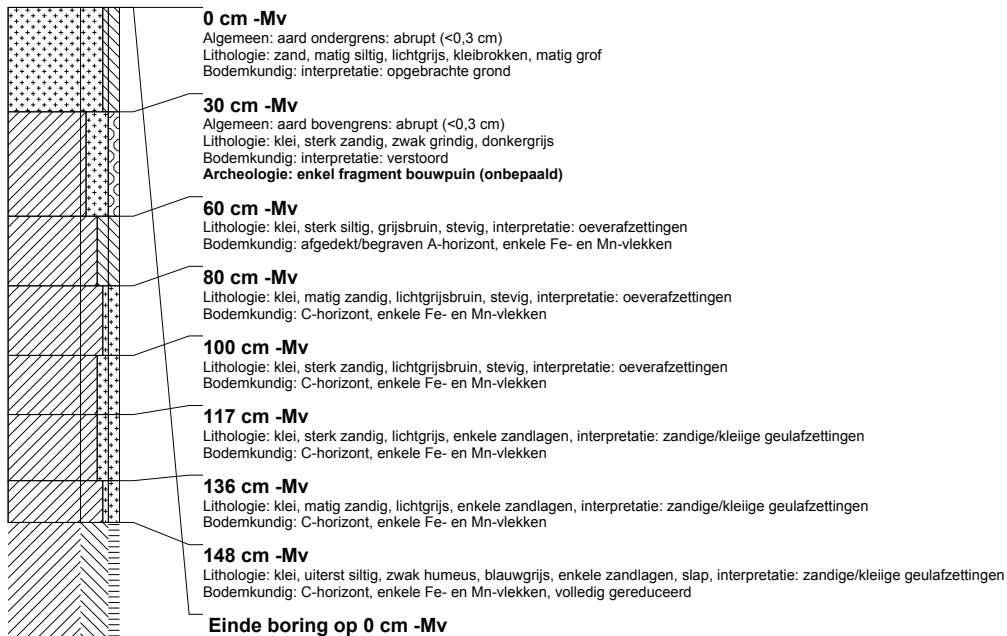 0 cm -Mv
Algemeen: aard ondergrens: abrupt (<0,3 cm)
Lithologie: zand, matig siltig, lichtgrijs, kleibrokken, matig grof
Bodemkundig: interpretatie: opgebrachte grond
30 cm -Mv
Algemeen: aard bovengrens: abrupt (<0,3 cm)
Lithologie: klei, sterk zandig, zwak grindig, donkergrijs
Bodemkundig: interpretatie: verstoord
Archeologie: enkel fragment bouwpuin (onbepaald)
60 cm -Mv
Lithologie: klei, sterk siltig, grijsbruin, stevig, interpretatie: oeverafzettingen
Bodemkundig: afgedekt/begraven A-horizont, enkele Fe- en Mn-vlekken
80 cm -Mv
Lithologie: klei, matig zandig, lichtgrijsbruin, stevig, interpretatie: oeverafzettingen
Bodemkundig: C-horizont, enkele Fe- en Mn-vlekken
100 cm -Mv
Lithologie: klei, sterk zandig, lichtgrijsbruin, stevig, interpretatie: oeverafzettingen
Bodemkundig: C-horizont, enkele Fe- en Mn-vlekken
117 cm -Mv
Lithologie: klei, sterk zandig, lichtgrijs, enkele zandlagen, interpretatie: zandige/kleiige geulafzettingen
Bodemkundig: C-horizont, enkele Fe- en Mn-vlekken
136 cm -Mv
Lithologie: klei, matig zandig, lichtgrijs, enkele zandlagen, interpretatie: zandige/kleiige geulafzettingen
Bodemkundig: C-horizont, enkele Fe- en Mn-vlekken
148 cm -Mv
Lithologie: klei, uiterst siltig, zwak humeus, blauwgrijs, enkele zandlagen, slap, interpretatie: zandige/kleiige geulafzettingen
Bodemkundig: C-horizont, enkele Fe- en Mn-vlekken, volledig gereduceerd
Einde boring op 0 cm -Mv